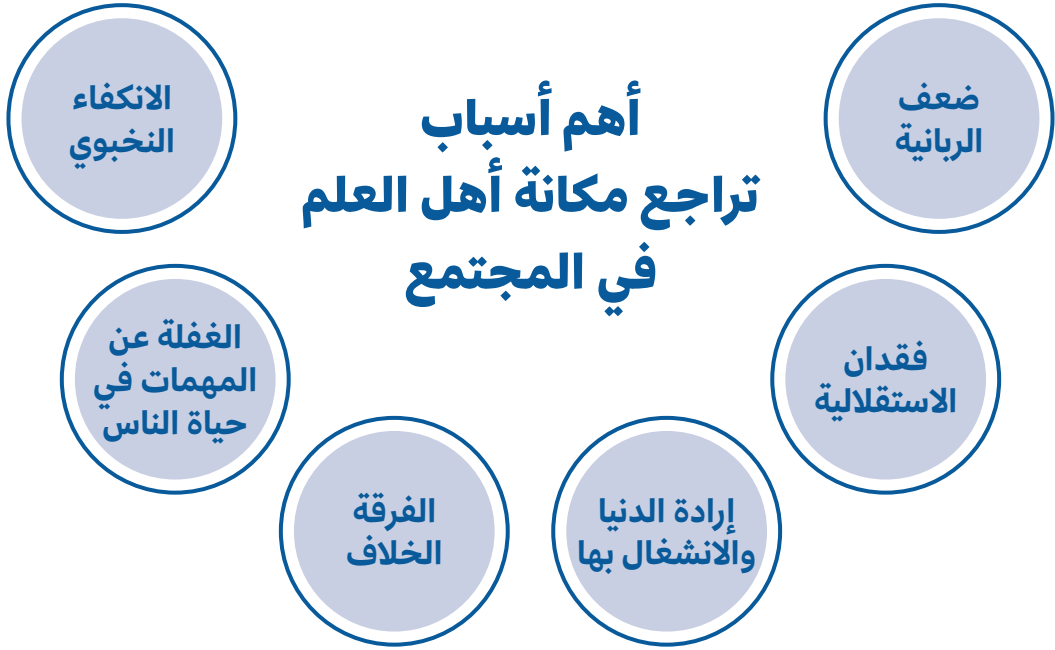 أهم أسباب
تراجع مكانة أهل العلم
في المجتمع
ضعف
الربانية
فقدان
الاستقلالية
إرادة الدنيا
والانشغال بها
الفرقة
الخلاف
الغفلة عن
المهمات في
حياة الناس
الانكفاء
النخبوي